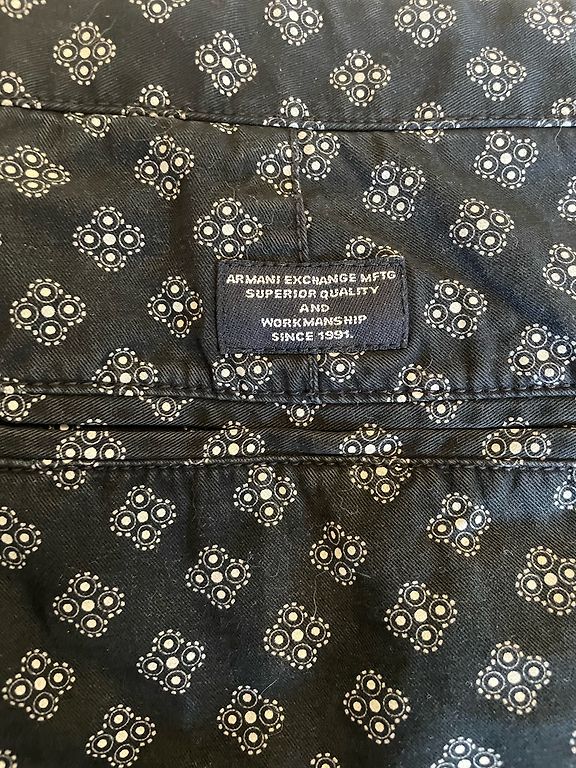 ARMANI EXCHANGE MFTG
SUPERIOR QUALITY
AND
WORKMANSHIP
SINCE 1991.